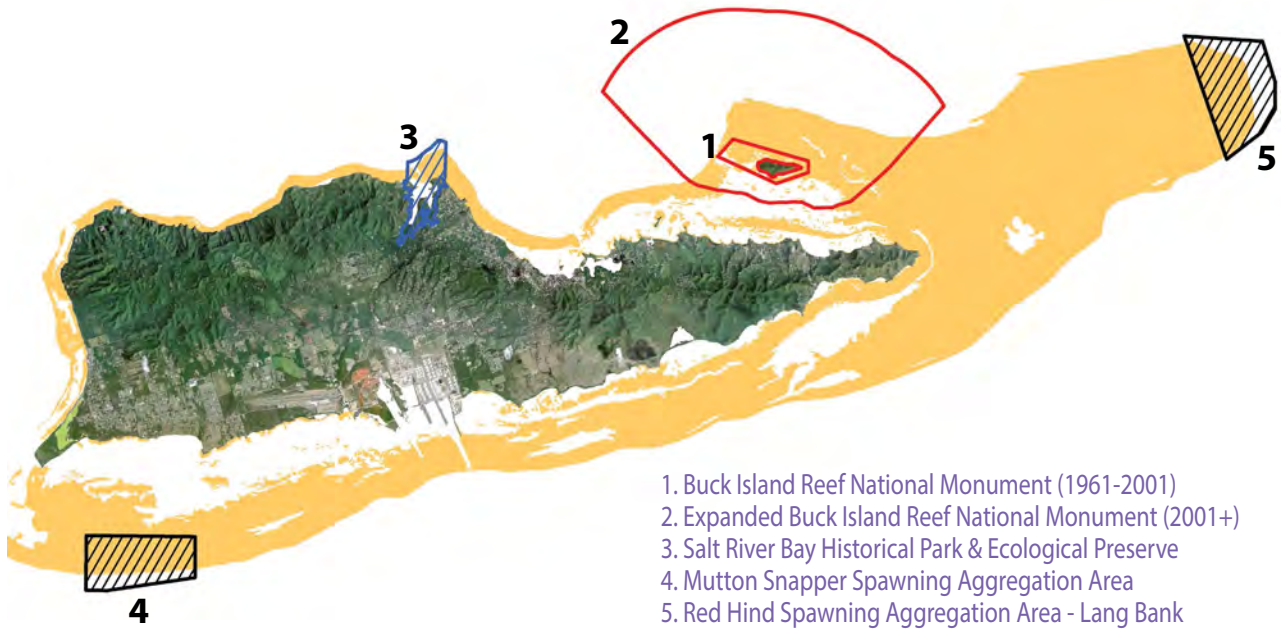 2
3
1
5
4
1. Buck Island Reef National Monument (1961-2001)
2. Expanded Buck Island Reef National Monument (2001+)
3. Salt River Bay Historical Park & Ecological Preserve
4. Mutton Snapper Spawning Aggregation Area
5. Red Hind Spawning Aggregation Area - Lang Bank